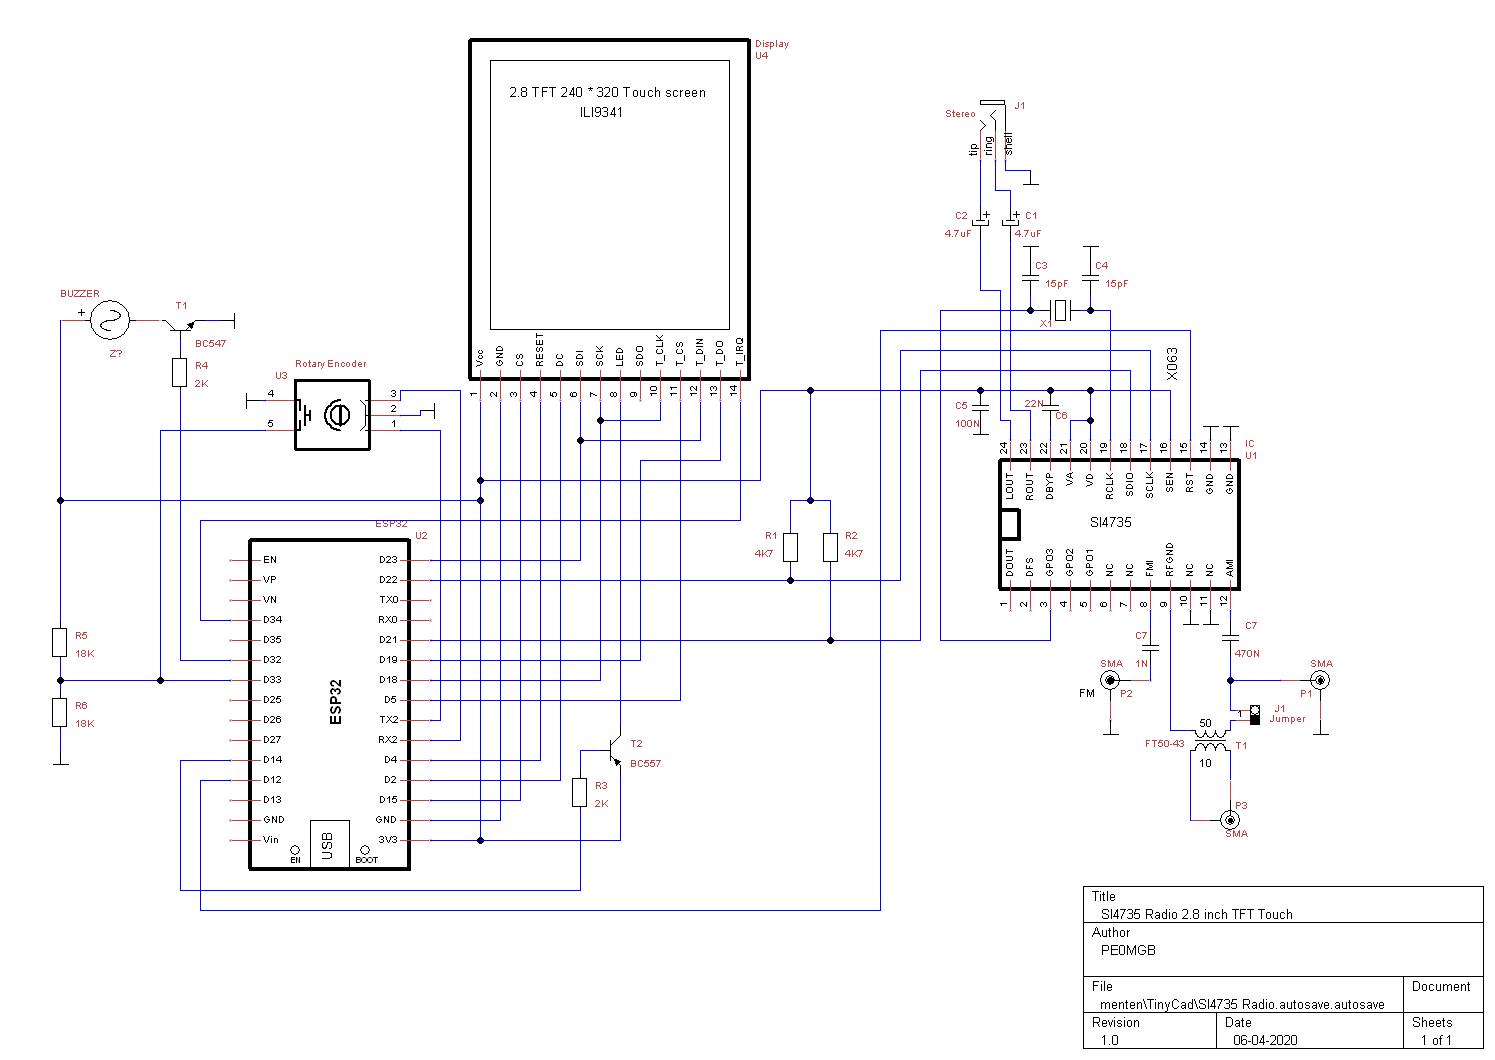 Display
U4
2.8 TFT 240 * 320 Touch screen
ILI9341
Vcc
GND
CS
RESET
DC
SDI
SCK
LED
SDO
T_CLK
T_CS
T_DIN
T_DO
T_IRQ
1
2
3
4
5
6
7
8
9
10
11
12
13
14
J1
Stereo
tip
ring
shell
C2
+
4.7uF
+
C1
4.7uF
C3
15pF
C4
15pF
X1
X063
BUZZER
+
Z?
T1
BC547
R4
2K
Rotary Encoder
U3
4
5
3
2
1
C5
100N
22N
C6
R1
4K7
R2
4K7
IC
U1
24
23
22
21
20
19
18
17
16
15
14
13
LOUT
ROUT
DBYP
VA
VD
RCLK
SDIO
SCLK
SEN
RST
GND
GND
SI4735
DOUT
DFS
GPO3
GPO2
GPO1
NC
NC
FMI
RFGND
NC
NC
AMI
1
2
3
4
5
6
7
8
9
10
11
12
C7
1N
C7
470N
SMA
P2
FM
SMA
P1
J1
Jumper
1
50
FT50-43
T1
10
P3
SMA
R5
18K
R6
18K
ESP32
U2
EN
VP
VN
D34
D35
D32
D33
D25
D26
D27
D14
D12
D13
GND
Vin
D23
D22
TX0
RX0
D21
D19
D18
D5
TX2
RX2
D4
D2
D15
GND
3V3
ESP32
USB
EN
BOOT
T2
BC557
R3
2K
Title
SI4735 Radio 2.8 inch TFT Touch
Author
PE0MGB
File
menten\TinyCad\SI4735 Radio.autosave.autosave
Document
Revision
1.0
Date
06-04-2020
Sheets
1 of 1